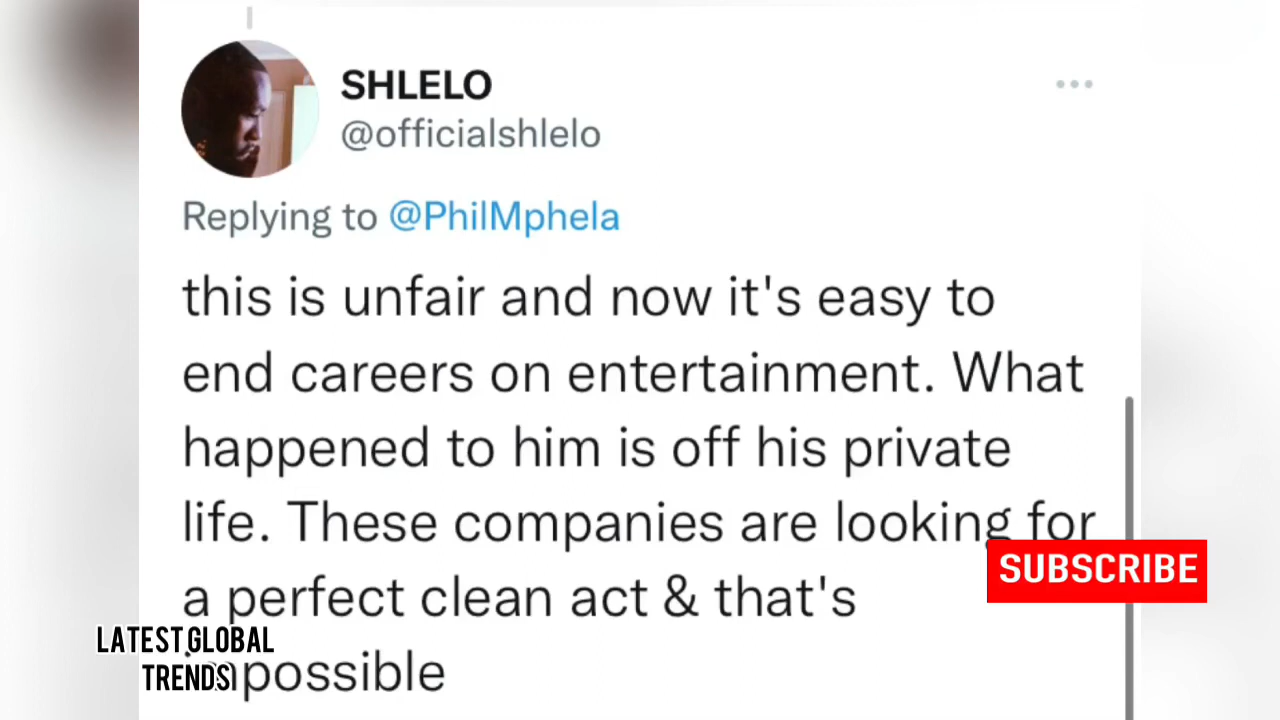 SHLELO
@officialshlelo
Replying to @PhilMphela
this is unfair and now it's easy to
end careers on entertainment. What
happened to him is off his private
life. These companies are looking for
a perfect clean act & that's
impossible
SUBSCRIBE
LATEST GLOBAL
TRENDS